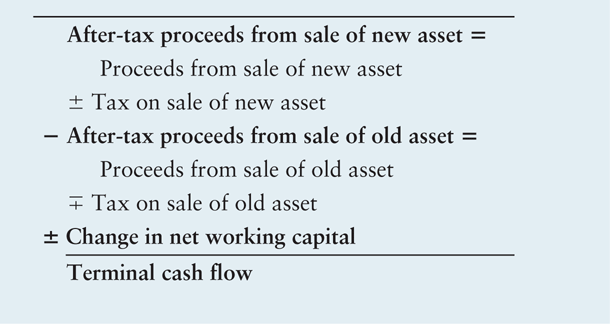 After-tax proceeds from sale of new asset =
Proceeds from sale of new asset
± Tax on sale of new asset
− After-tax proceeds from sale of old asset =
Proceeds from sale of old asset
∓ Tax on sale of old asset
± Change in net working capital
Terminal cash flow